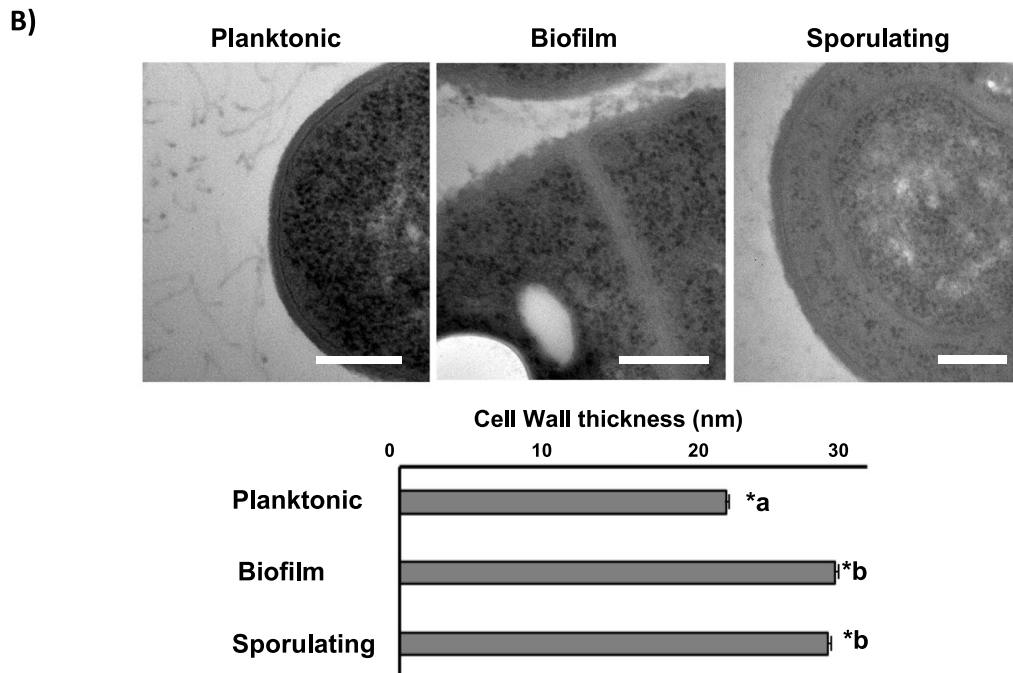 B)
Planktonic Biofilm Sporulating
Cell Wall thickness (nm)
0 10 20 30
Planktonic *a
Biofilm *b
Sporulating *b